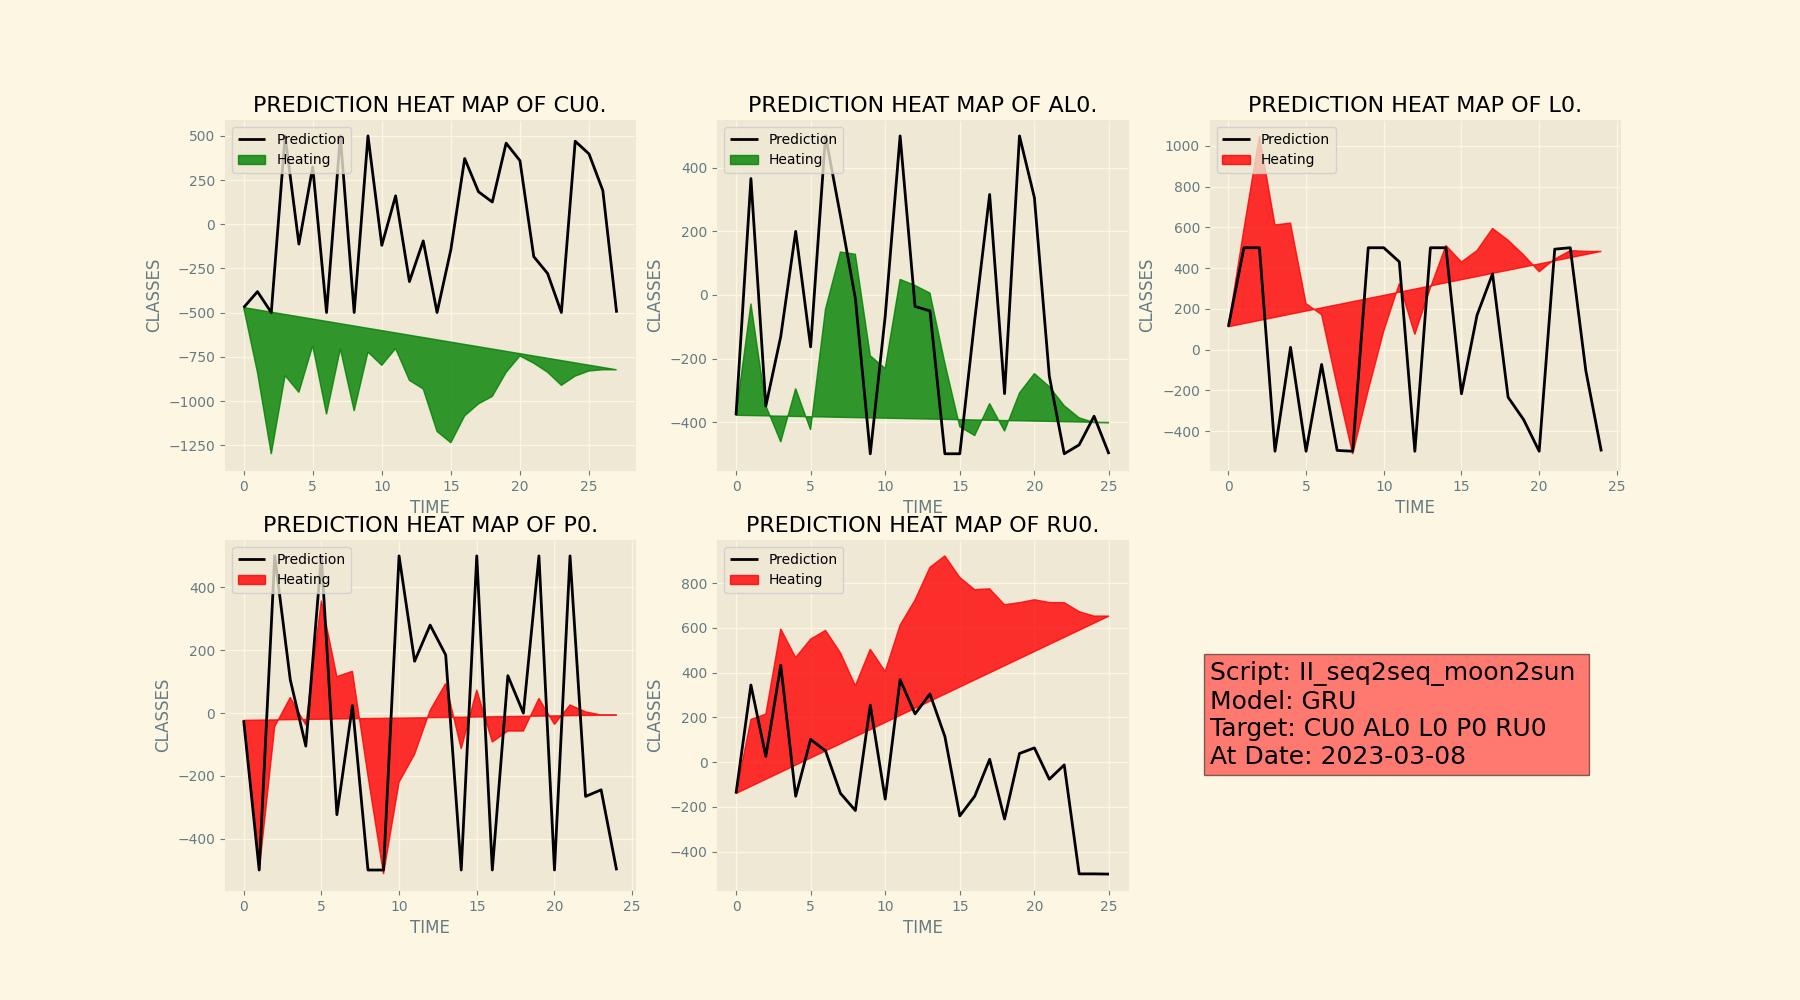 PREDICTION HEAT MAP OF CU0.
Prediction
Heating
500
250
0
−250
−500
−750
−1000
−1250
CLASSES
0 5 10 15 20 25
TIME
PREDICTION HEAT MAP OF AL0.
Prediction
Heating
400
200
0
−200
−400
CLASSES
0 5 10 15 20 25
TIME
PREDICTION HEAT MAP OF L0.
Prediction
Heating
1000
800
600
400
200
0
−200
−400
CLASSES
0 5 10 15 20 25
TIME
PREDICTION HEAT MAP OF P0.
Prediction
Heating
400
200
0
−200
−400
CLASSES
0 5 10 15 20 25
TIME
PREDICTION HEAT MAP OF RU0.
Prediction
Heating
800
600
400
200
0
−200
−400
CLASSES
0 5 10 15 20 25
TIME
Script: II_seq2seq_moon2sun
Model: GRU
Target: CU0 AL0 L0 P0 RU0
At Date: 2023-03-08